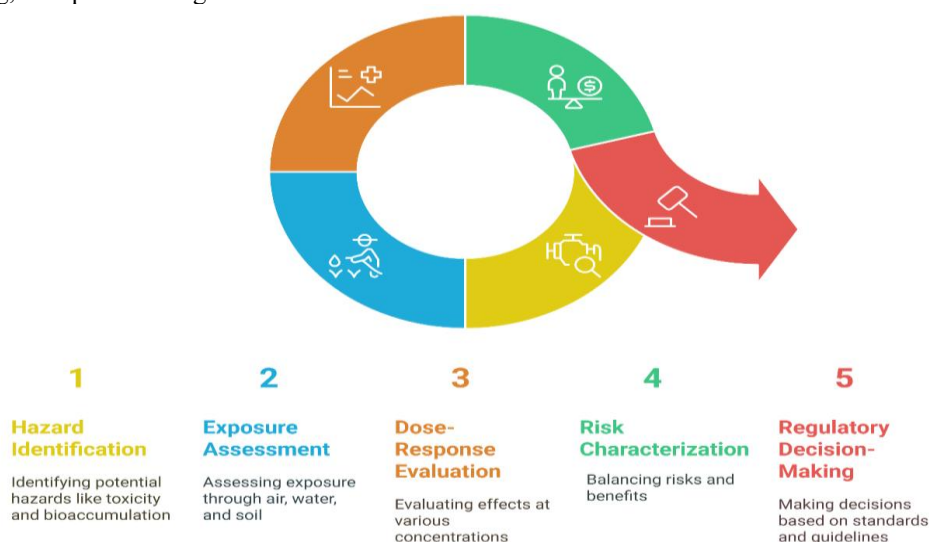 1
Hazard
Identification
Identifying potential
hazards like toxicity
and bioaccumulation
2
Exposure
Assessment
Assessing exposure
through air, water,
and soil
3
Dose-
Response
Evaluation
Evaluating effects at
various
concentrations
4
Risk
Characterization
Balancing risks and
benefits
5
Regulatory
Decision-
Making
Making decisions
based on standards
and guidelines